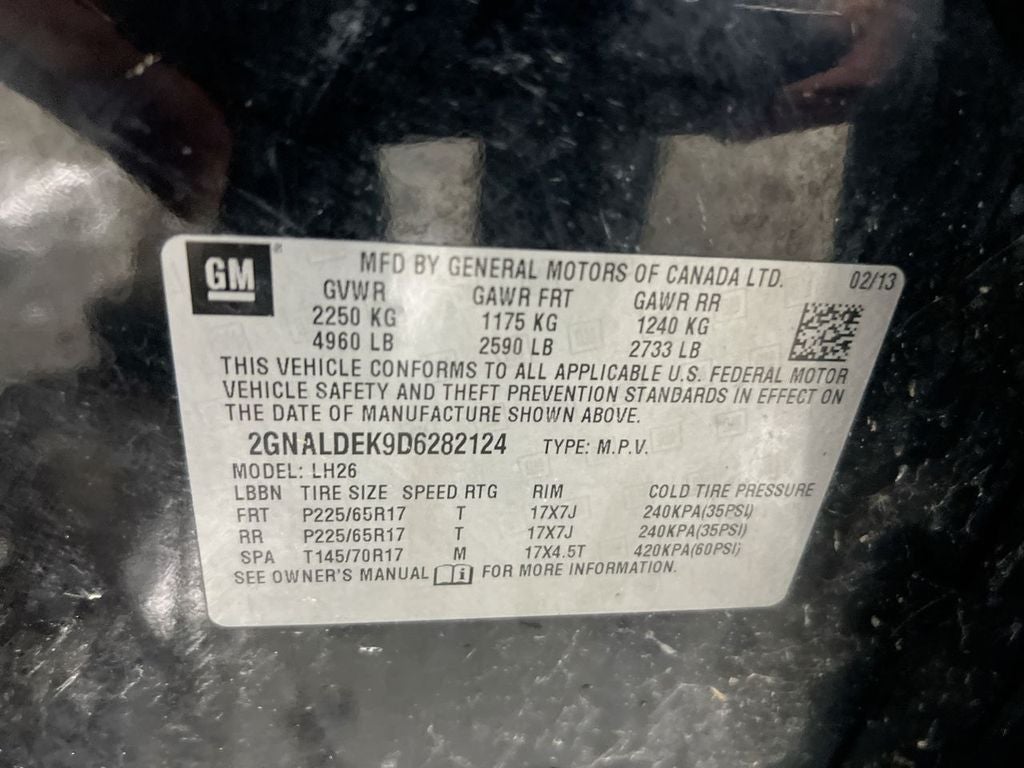 GM
MFD BY GENERAL MOTORS OF CANADA LTD. 02/13
GVWR GAWR FRT GAWR RR
2250 KG 1175 KG 1240 KG
4960 LB 2590 LB 2733 LB
THIS VEHICLE CONFORMS TO ALL APPLICABLE U.S. FEDERAL MOTOR
VEHICLE SAFETY AND THEFT PREVENTION STANDARDS IN EFFECT ON
THE DATE OF MANUFACTURE SHOWN ABOVE.
2GNALDEK9D6282124 TYPE: M.P.V.
MODEL: LH26
LBBN TIRE SIZE SPEED RTG RIM COLD TIRE PRESSURE
FRT P225/65R17 T 17X7J 240KPA(35PSI)
RR P225/65R17 T 17X7J 240KPA(35PSI)
SPA T145/70R17 M 17X4.5T 420KPA(60PSI)
SEE OWNER'S MANUAL i FOR MORE INFORMATION.